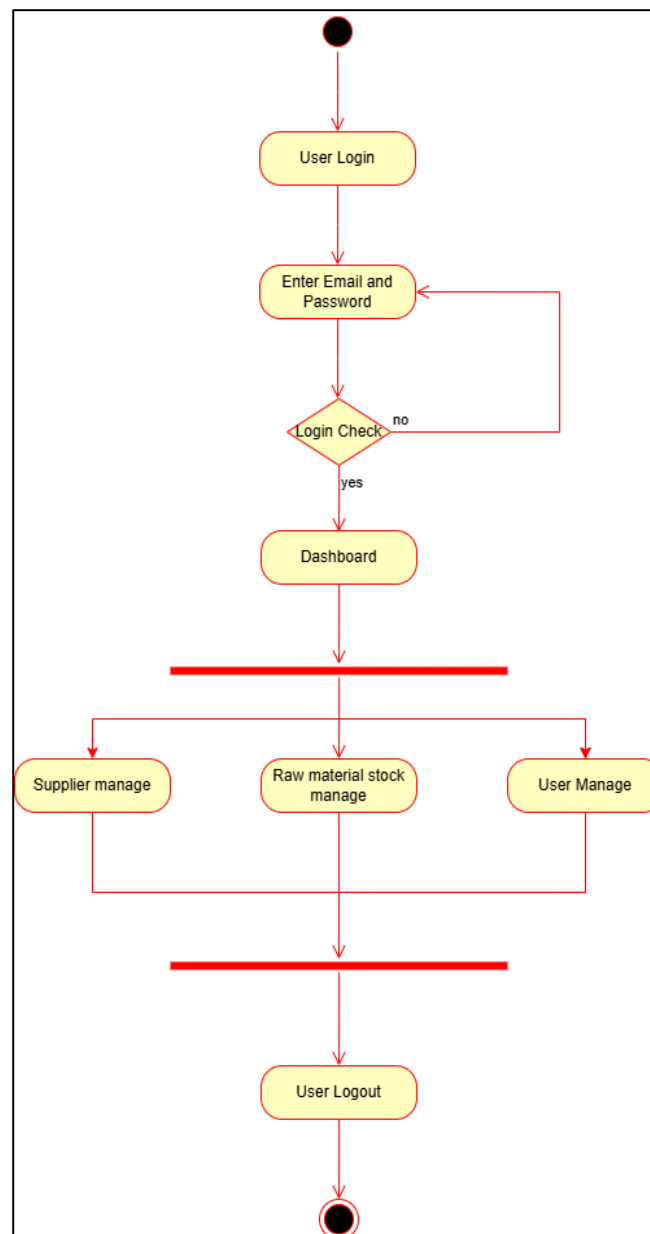 User Login
Enter Email and
Password
Login Check
no
yes
Dashboard
Supplier manage
Raw material stock
manage
User Manage
User Logout